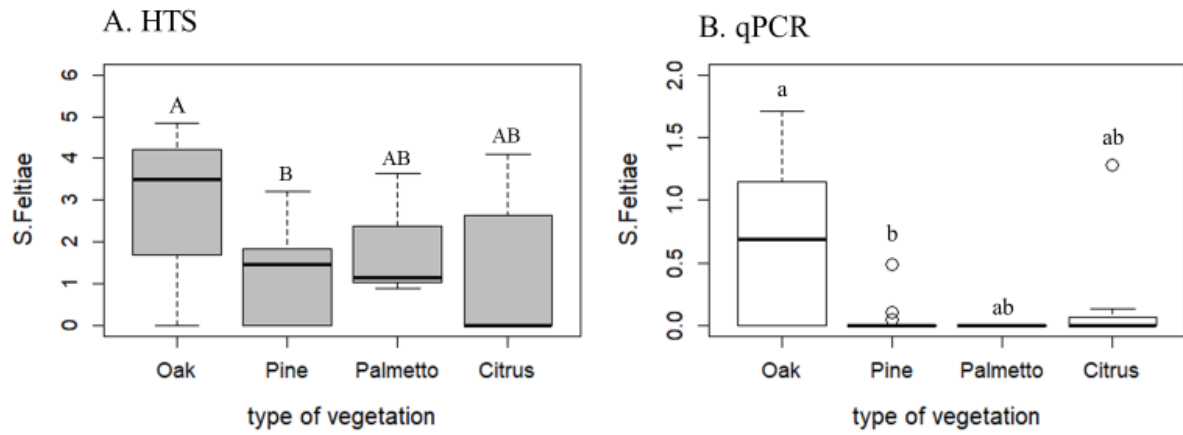 A. HTS
6
5
4
3
2
1
0
S.Feltiae
A
B
AB
AB
Oak Pine Palmetto Citrus
type of vegetation
B. qPCR
2.0
1.5
1.0
0.5
0.0
S.Feltiae
a
b
ab
ab
Oak Pine Palmetto Citrus
type of vegetation